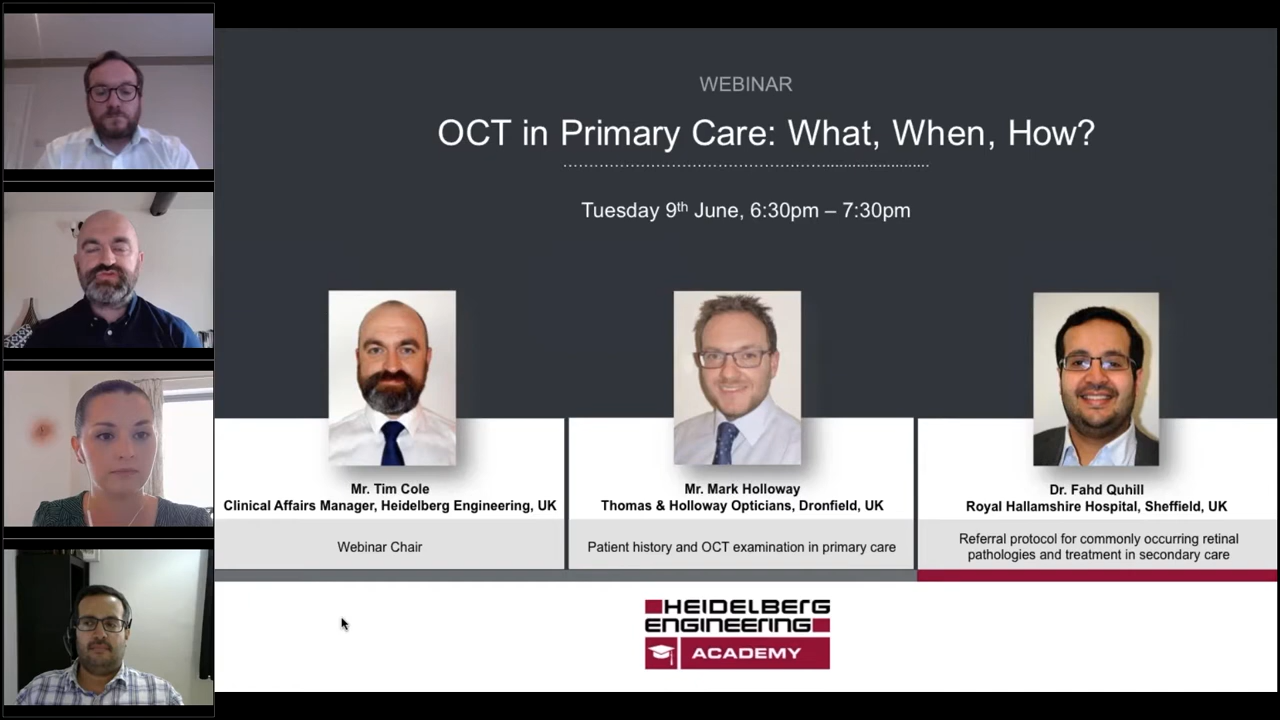 WEBINAR
OCT in Primary Care: What, When, How?
Tuesday 9th June, 6:30pm – 7:30pm
Mr. Tim Cole
Clinical Affairs Manager, Heidelberg Engineering, UK
Webinar Chair
Mr. Mark Holloway
Thomas & Holloway Opticians, Dronfield, UK
Patient history and OCT examination in primary care
Dr. Fahd Quhill
Royal Hallamshire Hospital, Sheffield, UK
Referral protocol for commonly occurring retinal
pathologies and treatment in secondary care
HEIDELBERG
ENGINEERING
ACADEMY